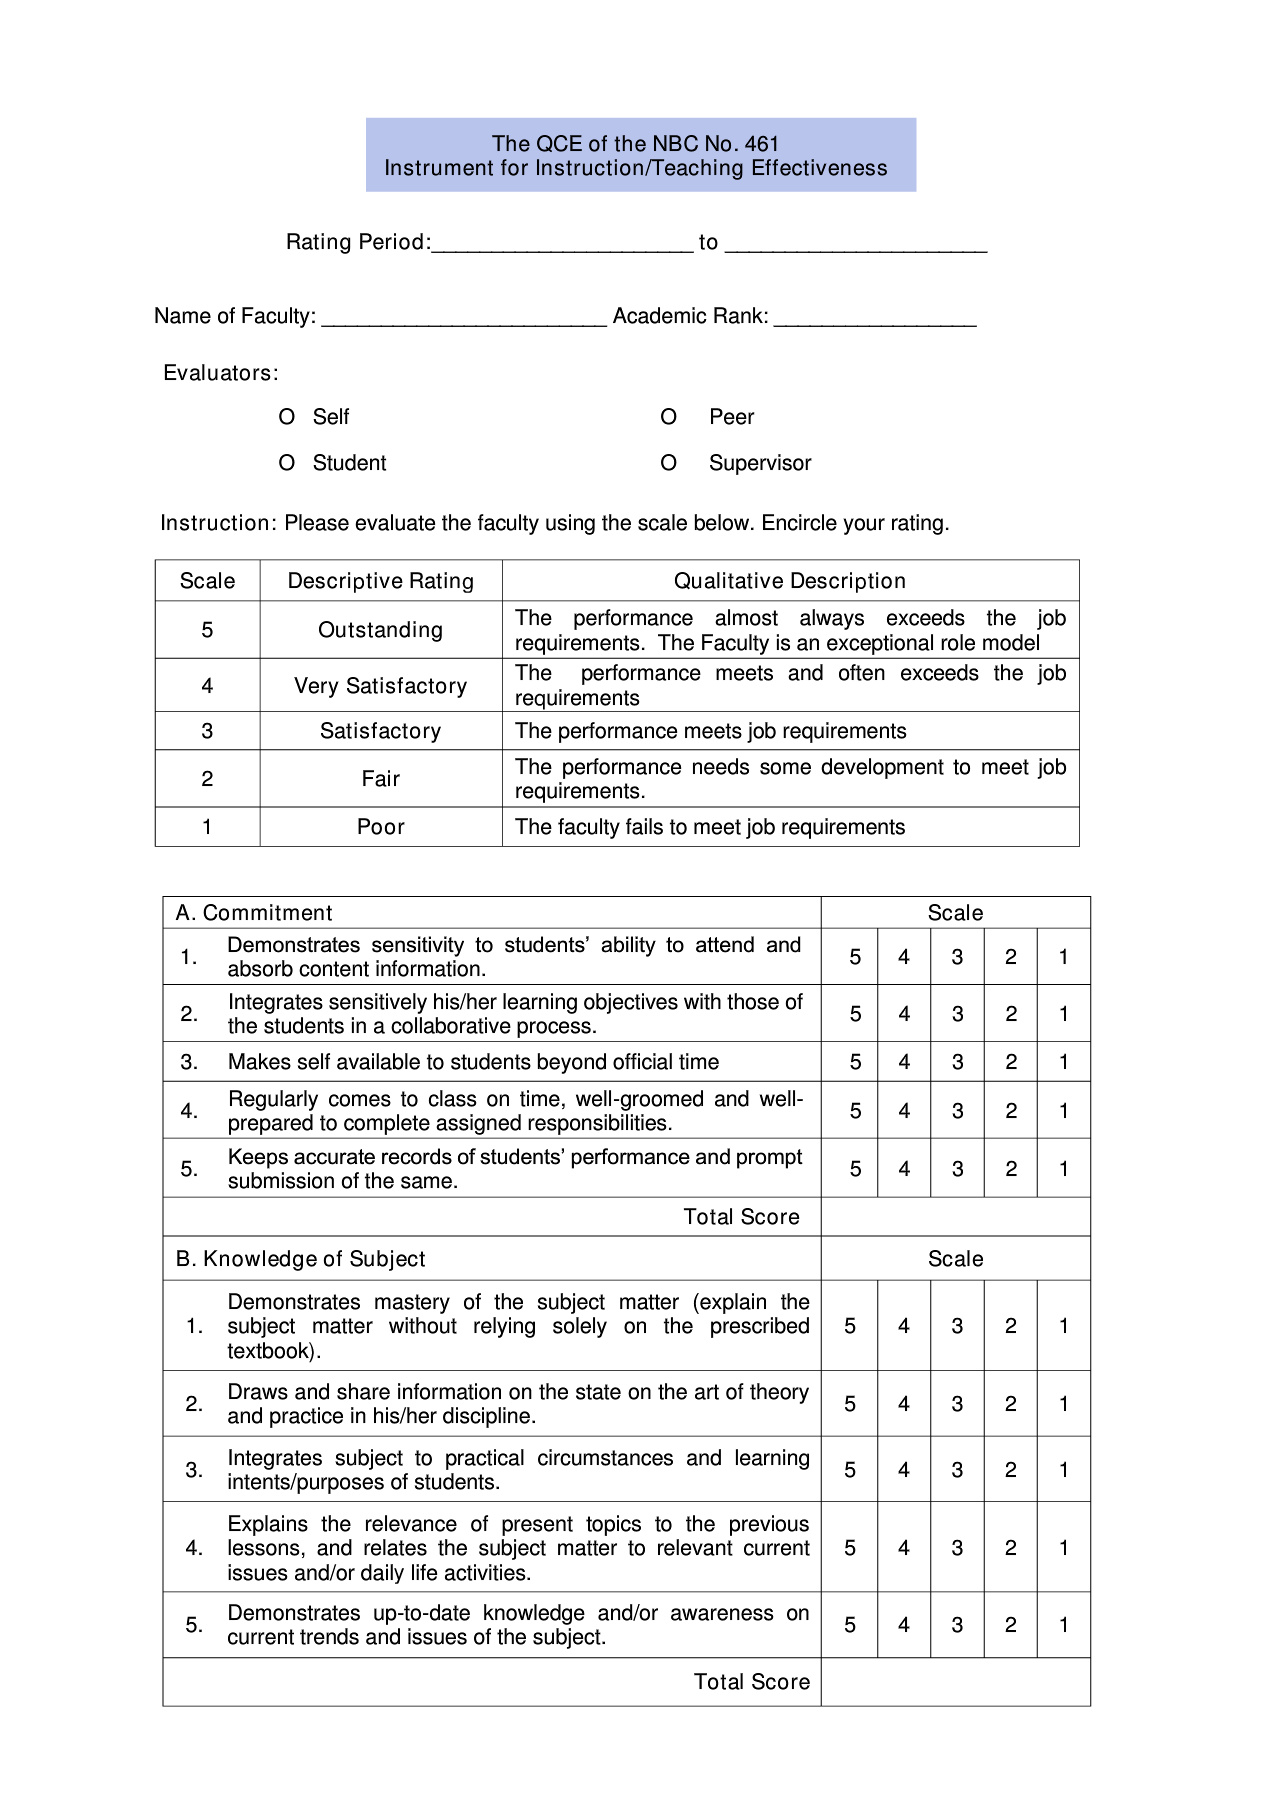 The QCE of the NBC No. 461
Instrument for Instruction/Teaching Effectiveness
Rating Period:______________________ to ______________________
Name of Faculty: ________________________ Academic Rank: _________________
Evaluators:
O Self O Peer
O Student O Supervisor
Instruction: Please evaluate the faculty using the scale below. Encircle your rating.
Scale Descriptive Rating Qualitative Description
5 Outstanding The performance almost always exceeds the job
requirements. The Faculty is an exceptional role model
4 Very Satisfactory The performance meets and often exceeds the job
requirements
3 Satisfactory The performance meets job requirements
2 Fair The performance needs some development to meet job
requirements.
1 Poor The faculty fails to meet job requirements
A. Commitment Scale
1. Demonstrates sensitivity to students’ ability to attend and
absorb content information. 5 4 3 2 1
2. Integrates sensitively his/her learning objectives with those of
the students in a collaborative process. 5 4 3 2 1
3. Makes self available to students beyond official time 5 4 3 2 1
4. Regularly comes to class on time, well-groomed and well-
prepared to complete assigned responsibilities. 5 4 3 2 1
5. Keeps accurate records of students’ performance and prompt
submission of the same. 5 4 3 2 1
Total Score
B. Knowledge of Subject Scale
1. Demonstrates mastery of the subject matter (explain the
subject matter without relying solely on the prescribed
textbook). 5 4 3 2 1
2. Draws and share information on the state on the art of theory
and practice in his/her discipline. 5 4 3 2 1
3. Integrates subject to practical circumstances and learning
intents/purposes of students. 5 4 3 2 1
4. Explains the relevance of present topics to the previous
lessons, and relates the subject matter to relevant current
issues and/or daily life activities. 5 4 3 2 1
5. Demonstrates up-to-date knowledge and/or awareness on
current trends and issues of the subject. 5 4 3 2 1
Total Score